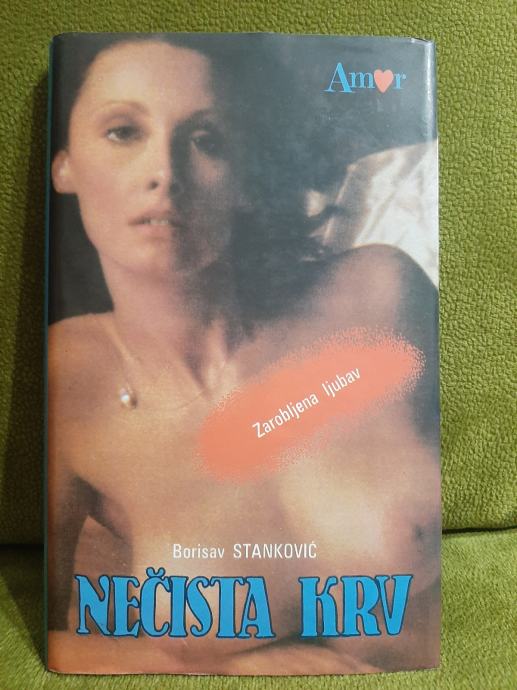 Amor
Zarobljena ljubav
Borisav STANKOVIĆ
NEČISTA KRV